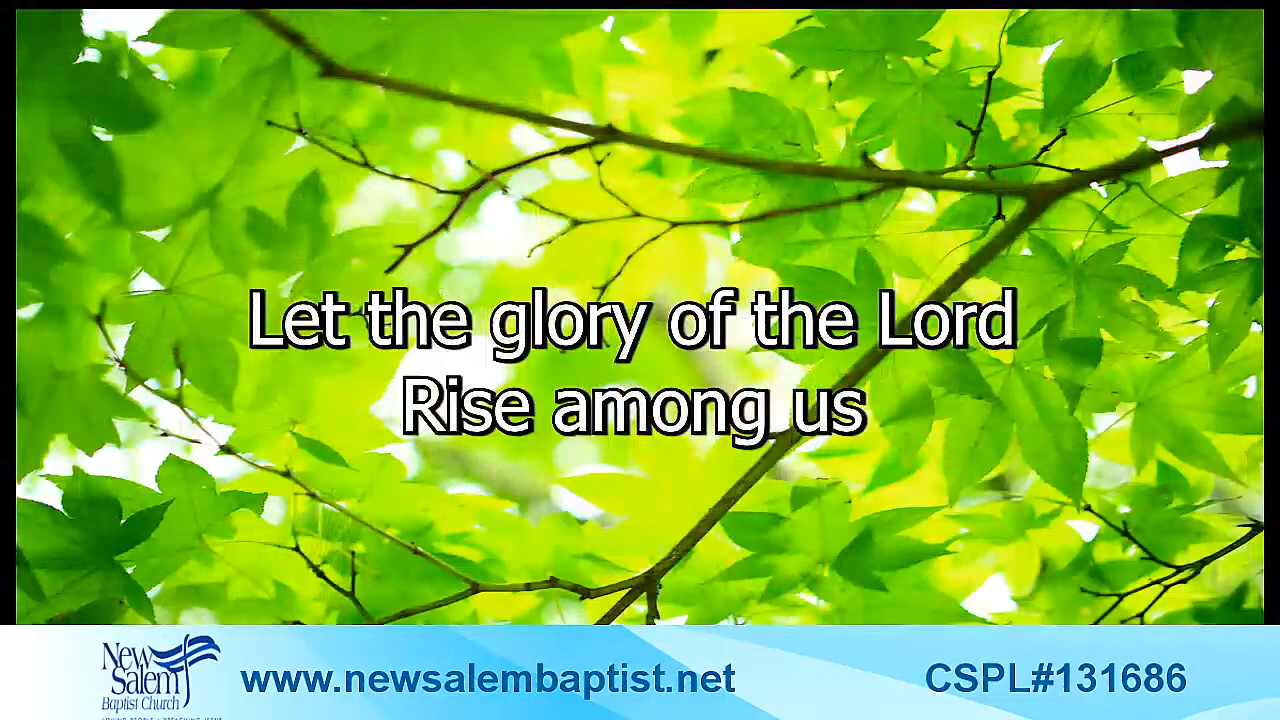 Let the glory of the Lord
Rise among us
New
Salem
Baptist Church
www.newsalembaptist.net
CSPL#131686